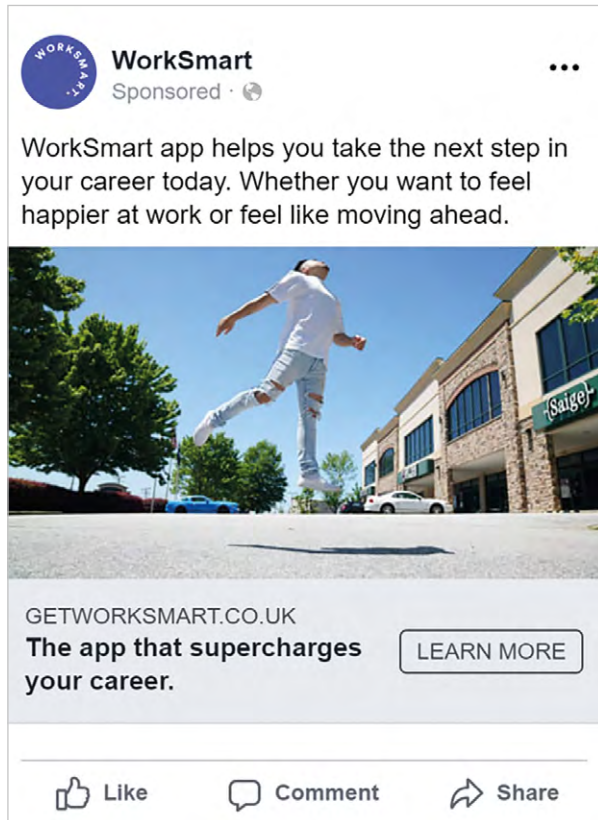 WORKSMART.
WorkSmart
Sponsored ·
WorkSmart app helps you take the next step in
your career today. Whether you want to feel
happier at work or feel like moving ahead.
{Saige}
GETWORKSMART.CO.UK
The app that supercharges
your career.
LEARN MORE
Like
Comment
Share